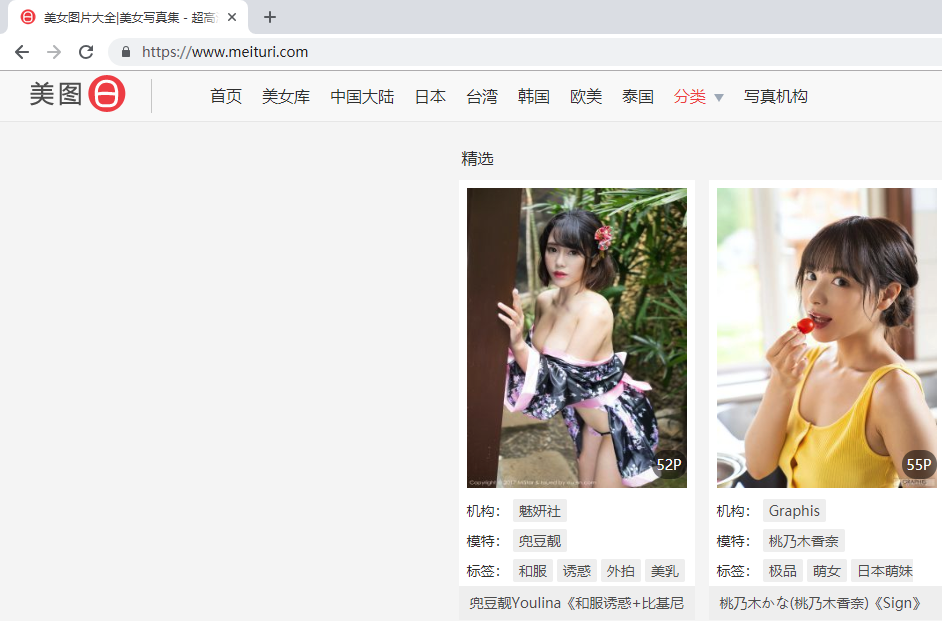 美女图片大全|美女写真集 - 超高
https://www.meituri.com
美图日
首页 美女库 中国大陆 日本 台湾 韩国 欧美 泰国 分类 写真机构
精选
52P
55P
GRAPHIS
机构： 魅妍社
模特： 兜豆靓
标签： 和服 诱惑 外拍 美乳
兜豆靓Youlina《和服诱惑+比基尼
机构： Graphis
模特： 桃乃木香奈
标签： 极品 萌女 日本萌妹
桃乃木かな(桃乃木香奈)《Sign》